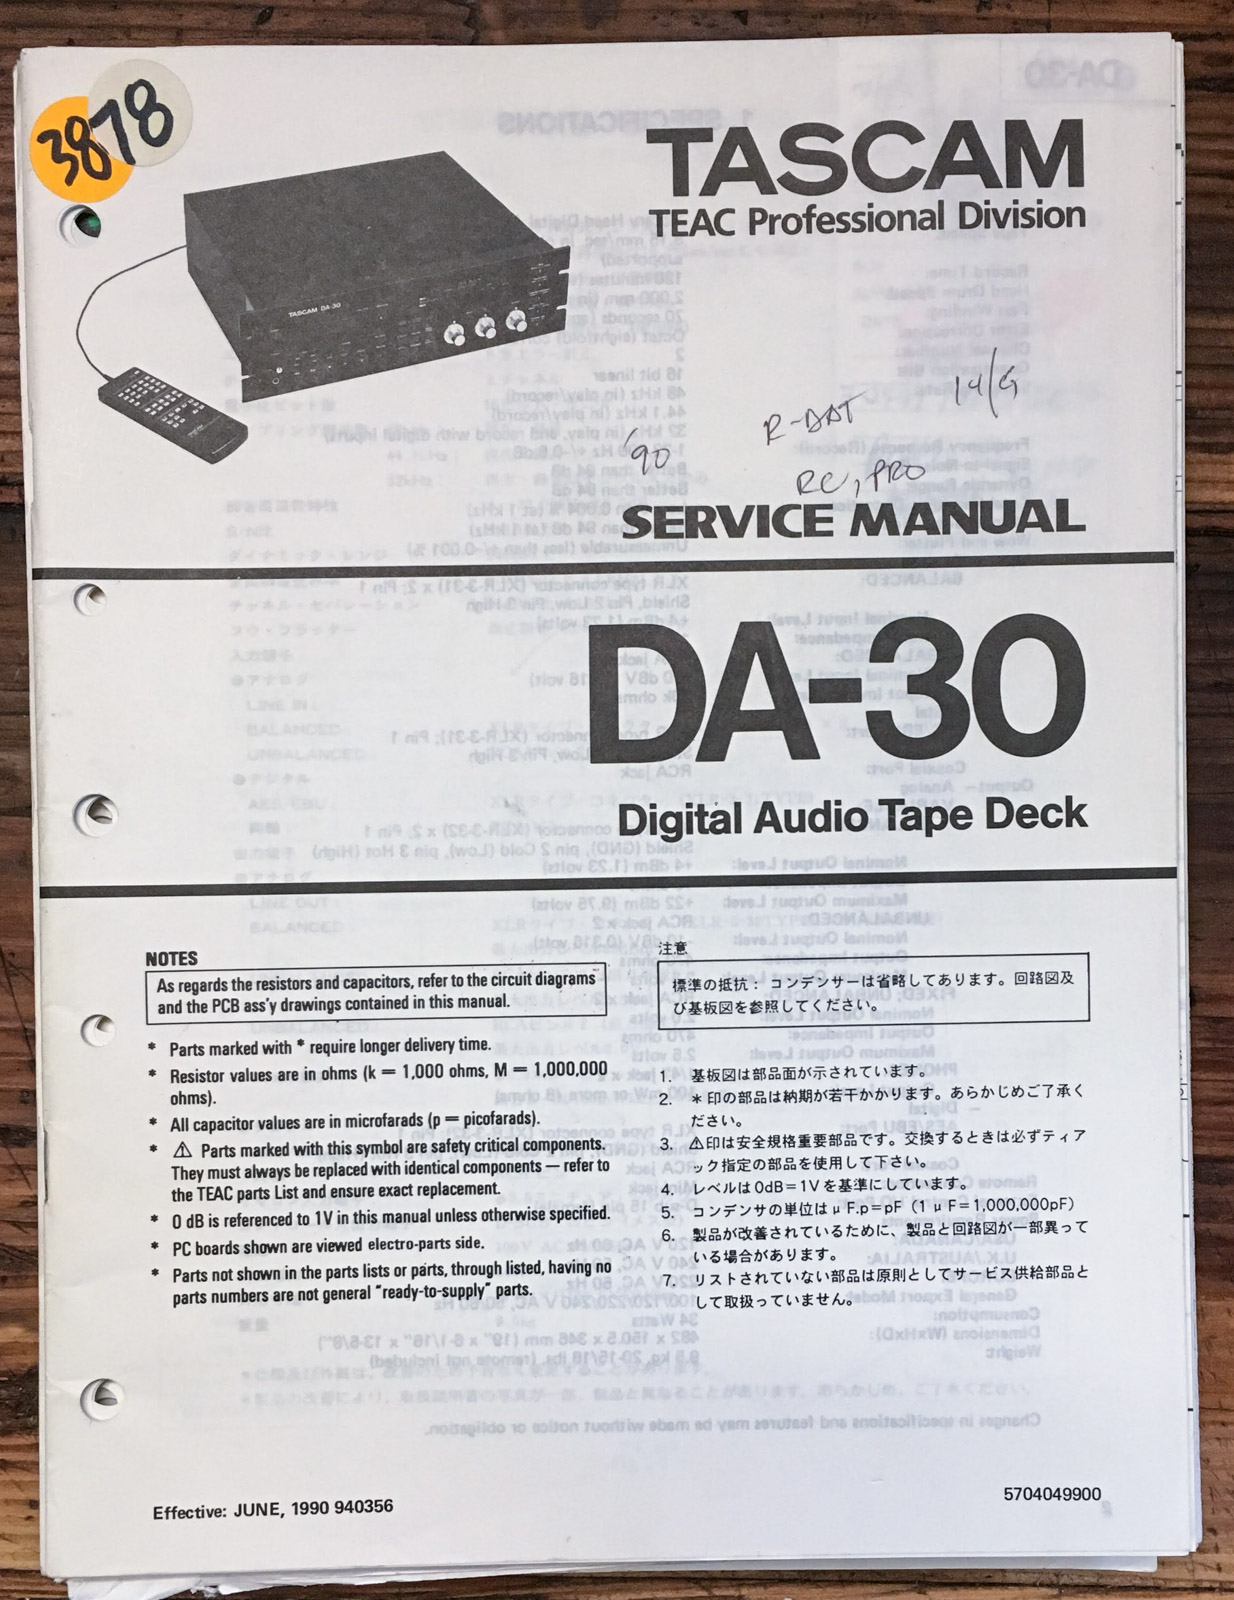 3878
TASCAM
TEAC Professional Division
TASCAM DA-30
14/G
R-DAT
'90
RC, PRO
SERVICE MANUAL
DA-30
Digital Audio Tape Deck
NOTES
As regards the resistors and capacitors, refer to the circuit diagrams
and the PCB ass'y drawings contained in this manual.
* Parts marked with * require longer delivery time.
* Resistor values are in ohms (k = 1,000 ohms, M = 1,000,000
ohms).
* All capacitor values are in microfarads (p = picofarads).
* ⚠ Parts marked with this symbol are safety critical components.
They must always be replaced with identical components — refer to
the TEAC parts List and ensure exact replacement.
* 0 dB is referenced to 1V in this manual unless otherwise specified.
* PC boards shown are viewed electro-parts side.
* Parts not shown in the parts lists or parts, through listed, having no
parts numbers are not general "ready-to-supply" parts.
注意
標準の抵抗： コンデンサーは省略してあります。回路図及
び基板図を参照してください。
1. 基板図は部品面が示されています。
2. ＊印の部品は納期が若干かかります。あらかじめご了承く
ださい。
3. ⚠印は安全規格重要部品です。交換するときは必ずティア
ック指定の部品を使用して下さい。
4. レベルは0dB＝1Vを基準にしています。
5. コンデンサの単位はμF.p＝pF（1μF＝1,000,000pF）
6. 製品が改善されているために、製品と回路図が一部異って
いる場合があります。
7. リストされていない部品は原則としてサービス供給部品と
して取扱っていません。
Effective: JUNE, 1990 940356
5704049900